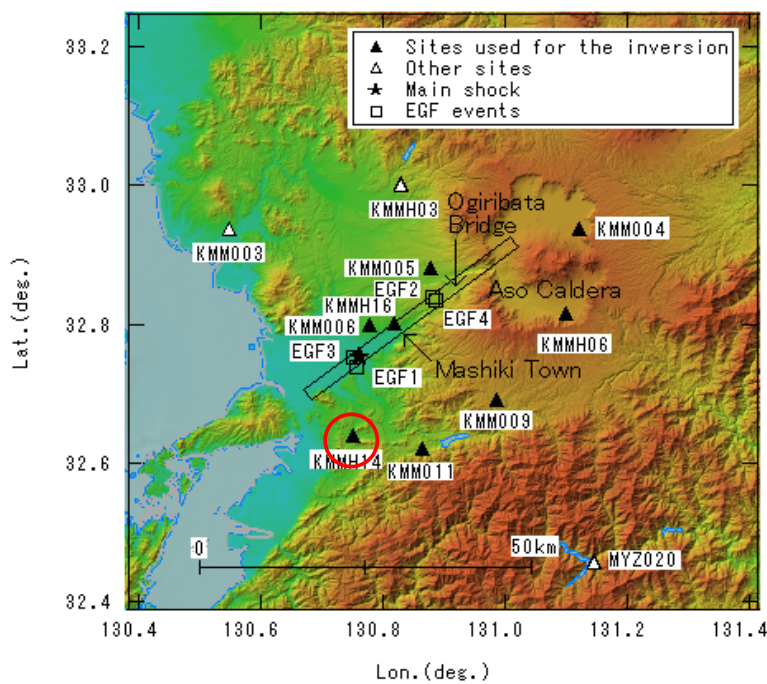 33.2
33.0
32.8
32.6
32.4
Lat.(deg.)
Sites used for the inversion
Other sites
Main shock
EGF events
KMMH03
Ogiribata
Bridge
KMM003
KMM004
KMM005
EGF2
KMMH16
Aso Caldera
KMM006
EGF4
EGF3
KMMH06
EGF1
Mashiki Town
KMM009
KMMH14
KMM011
0
50km
MYZ020
130.4 130.6 130.8 131.0 131.2 131.4
Lon.(deg.)